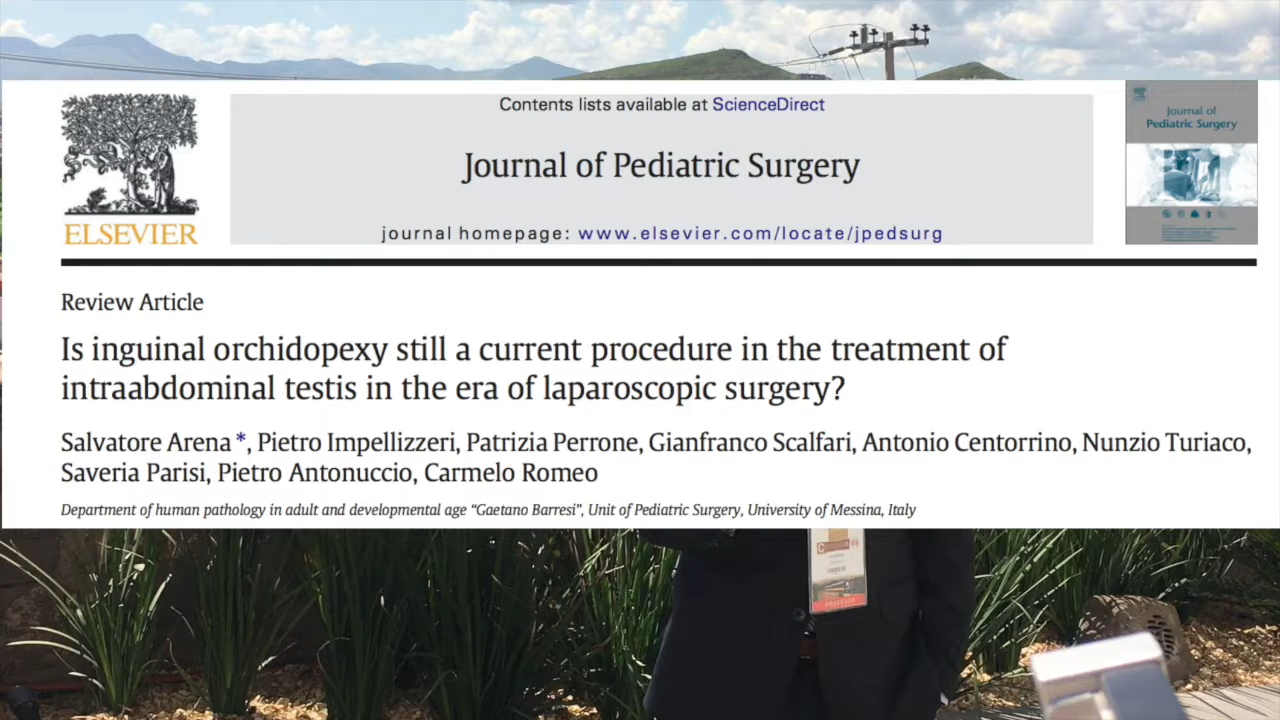 Contents lists available at ScienceDirect
Journal of
Pediatric Surgery
Journal of Pediatric Surgery
ELSEVIER
journal homepage: www.elsevier.com/locate/jpedsurg
Review Article
Is inguinal orchidopexy still a current procedure in the treatment of
intraabdominal testis in the era of laparoscopic surgery?
Salvatore Arena *, Pietro Impellizzeri, Patrizia Perrone, Gianfranco Scalfari, Antonio Centorrino, Nunzio Turiaco,
Saveria Parisi, Pietro Antonuccio, Carmelo Romeo
Department of human pathology in adult and developmental age “Gaetano Barresi”, Unit of Pediatric Surgery, University of Messina, Italy
PROFESOR